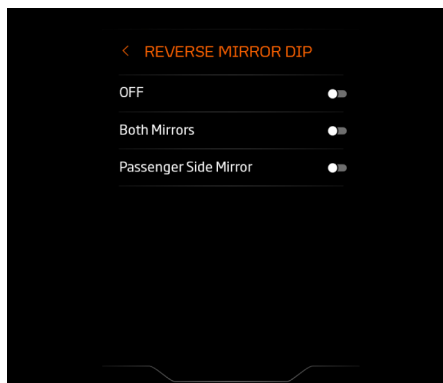 REVERSE MIRROR DIP
OFF
Both Mirrors
Passenger Side Mirror